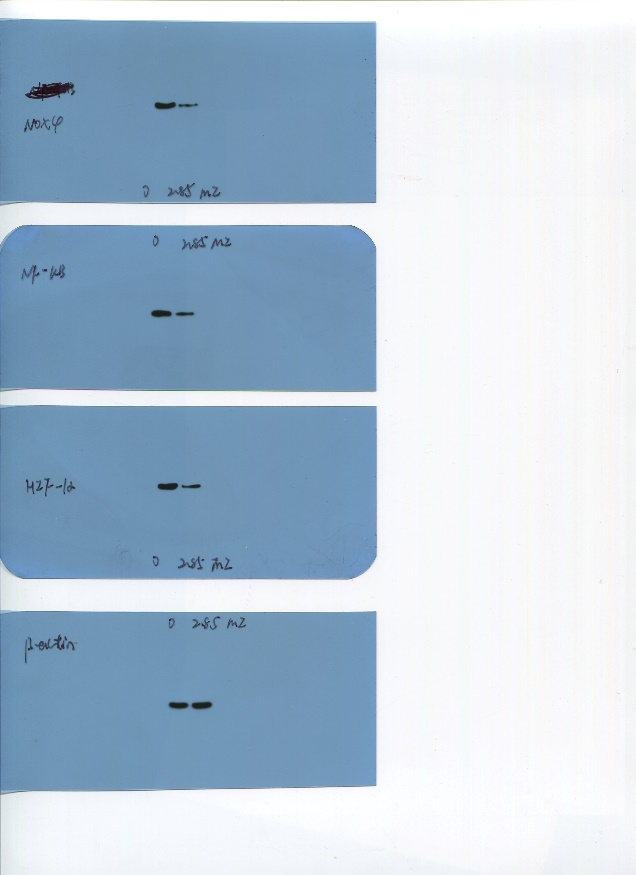 NOX4
0 2.85 MZ
0 2.85 MZ
NF-κB
HIF-1α
0 2.85 MZ
0 2.85 MZ
β-actin